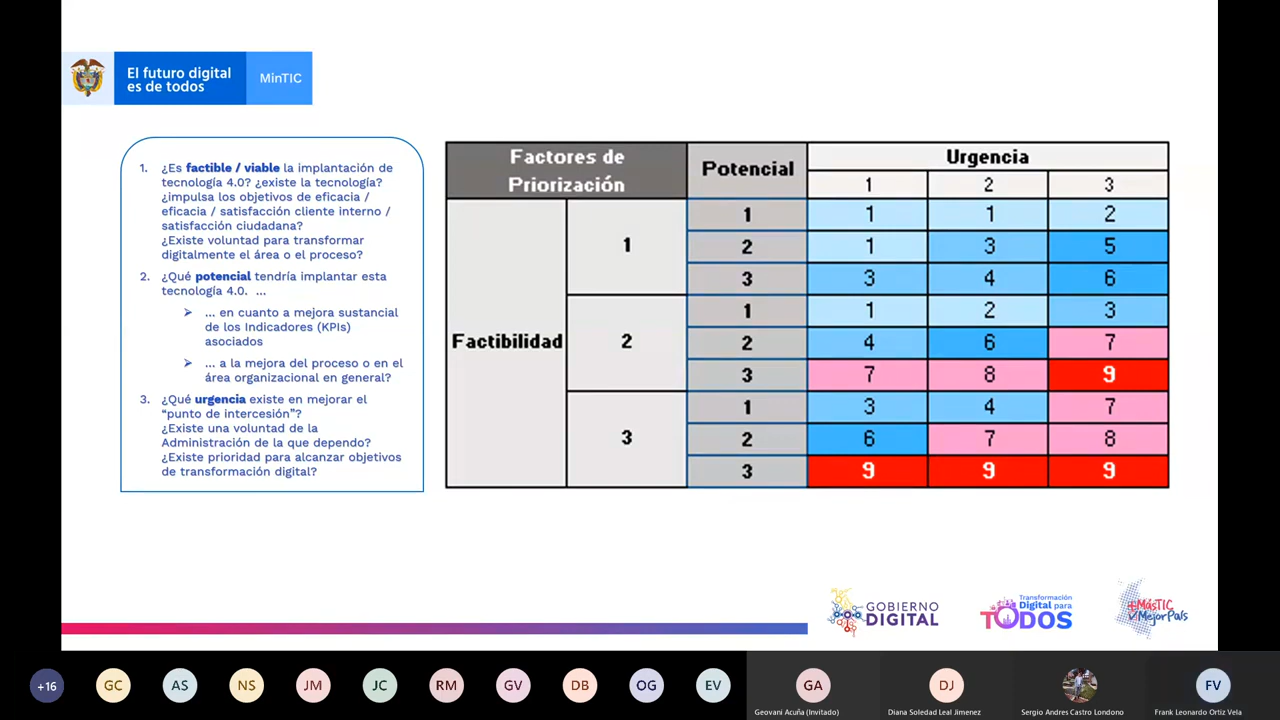 El futuro digital
es de todos
MinTIC
1. ¿Es factible / viable la implantación de
tecnología 4.0? ¿existe la tecnología?
¿impulsa los objetivos de eficacia /
eficacia / satisfacción cliente interno /
satisfacción ciudadana?
¿Existe voluntad para transformar
digitalmente el área o el proceso?
2. ¿Qué potencial tendría implantar esta
tecnología 4.0. ...
➤ ... en cuanto a mejora sustancial
de los Indicadores (KPIs)
asociados
➤ ... a la mejora del proceso o en el
área organizacional en general?
3. ¿Qué urgencia existe en mejorar el
“punto de intercesión”?
¿Existe una voluntad de la
Administración de la que dependo?
¿Existe prioridad para alcanzar objetivos
de transformación digital?
Factores de
Priorización
Potencial
Urgencia
1 2 3
Factibilidad
1
1 1 1 2
2 1 3 5
3 3 4 6
2
1 1 2 3
2 4 6 7
3 7 8 9
3
1 3 4 7
2 6 7 8
3 9 9 9
GOBIERNO
DIGITAL
Transformación
Digital para
TODOS
+MásTIC
MejorPaís
+16 GC AS NS JM JC RM GV DB OG EV GA DJ FV
Geovani Acuña (Invitado) Diana Soledad Leal Jimenez Sergio Andres Castro Londono Frank Leonardo Ortiz Vela